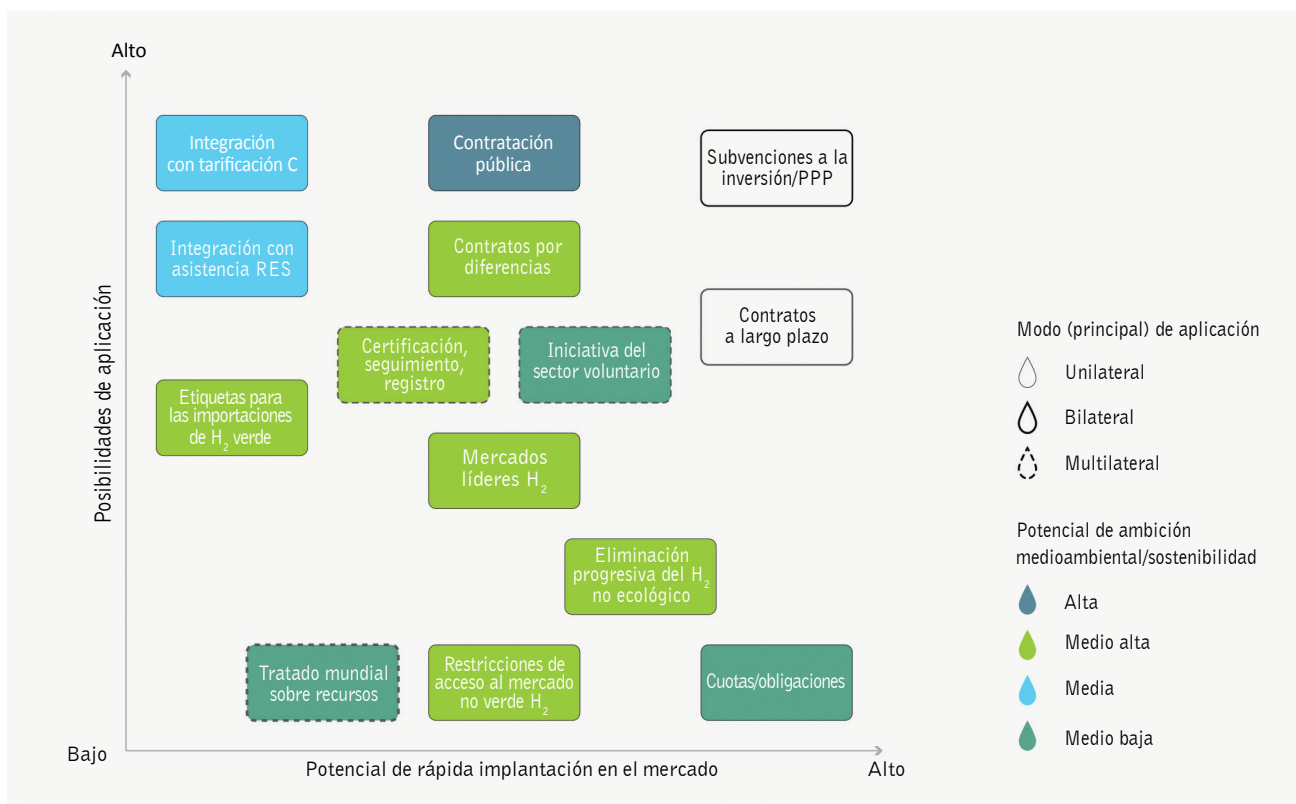 Alto
Integración
con tarificación C
Contratación
pública
Subvenciones a la
inversión/PPP
Integración con
asistencia RES
Contratos por
diferencias
Contratos
a largo plazo
Certificación,
seguimiento,
registro
Iniciativa del
sector voluntario
Etiquetas para
las importaciones
de H₂ verde
Mercados
líderes H₂
Eliminación
progresiva del H₂
no ecológico
Tratado mundial
sobre recursos
Restricciones de
acceso al mercado
no verde H₂
Cuotas/obligaciones
Posibilidades de aplicación
Bajo
Potencial de rápida implantación en el mercado
Alto
Modo (principal) de aplicación
Unilateral
Bilateral
Multilateral
Potencial de ambición
medioambiental/sostenibilidad
Alta
Medio alta
Media
Medio baja